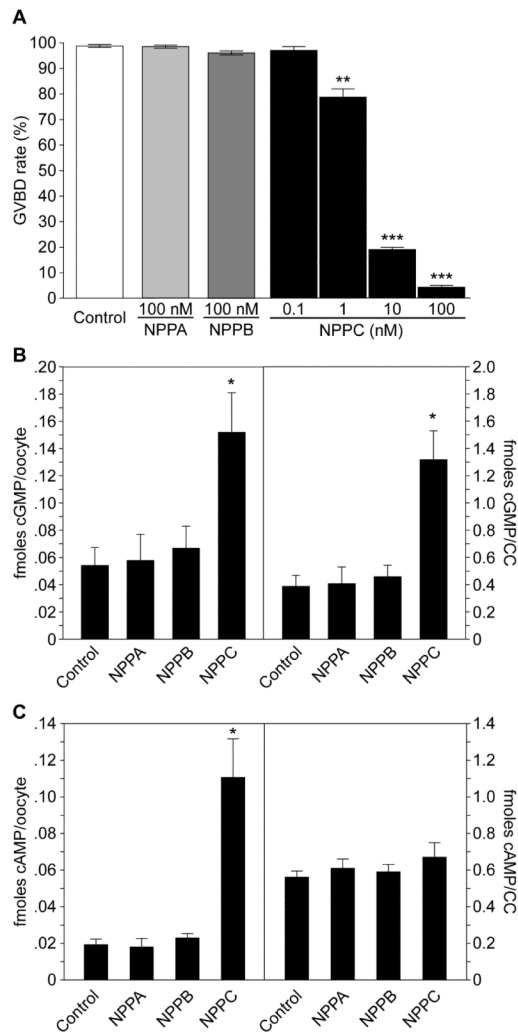 A
GVBD rate (%)
100
90
80
70
60
50
40
30
20
10
0
**
***
***
Control
100 nM
NPPA
100 nM
NPPB
0.1 1 10 100
NPPC (nM)
B
fmoles cGMP/oocyte
.20
.18
.16
.14
.12
.10
.08
.06
.04
.02
0
*
Control NPPA NPPB NPPC
*
Control NPPA NPPB NPPC
2.0
1.8
1.6
1.4
1.2
1.0
0.8
0.6
0.4
0.2
0
fmoles cGMP/CC
C
fmoles cAMP/oocyte
.14
.12
.10
.08
.06
.04
.02
0
*
Control NPPA NPPB NPPC
Control NPPA NPPB NPPC
1.4
1.2
1.0
0.8
0.6
0.4
0.2
0
fmoles cAMP/CC